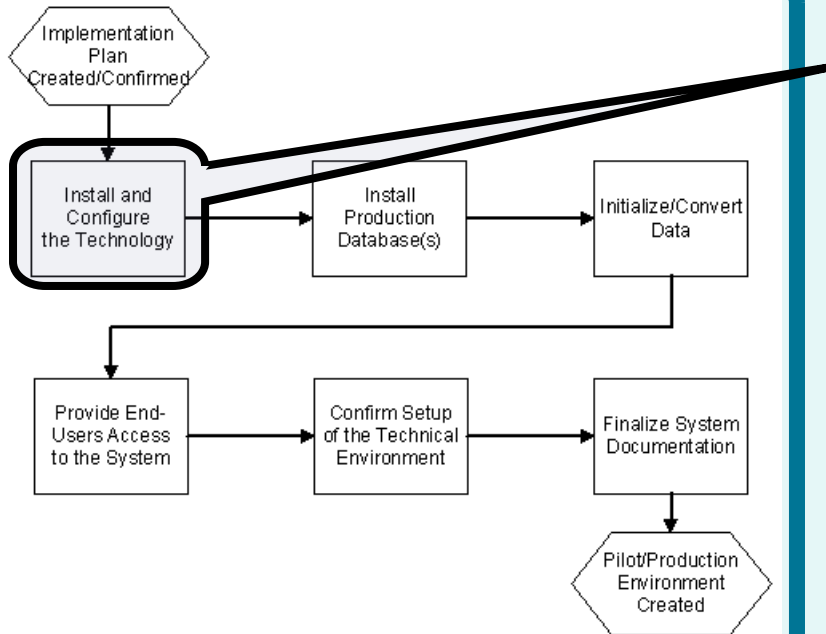 Implementation
Plan
Created/Confirmed
Install and
Configure
the Technology
Install
Production
Database(s)
Initialize/Convert
Data
Provide End-
Users Access
to the System
Confirm Setup
of the Technical
Environment
Finalize System
Documentation
Pilot/Production
Environment
Created